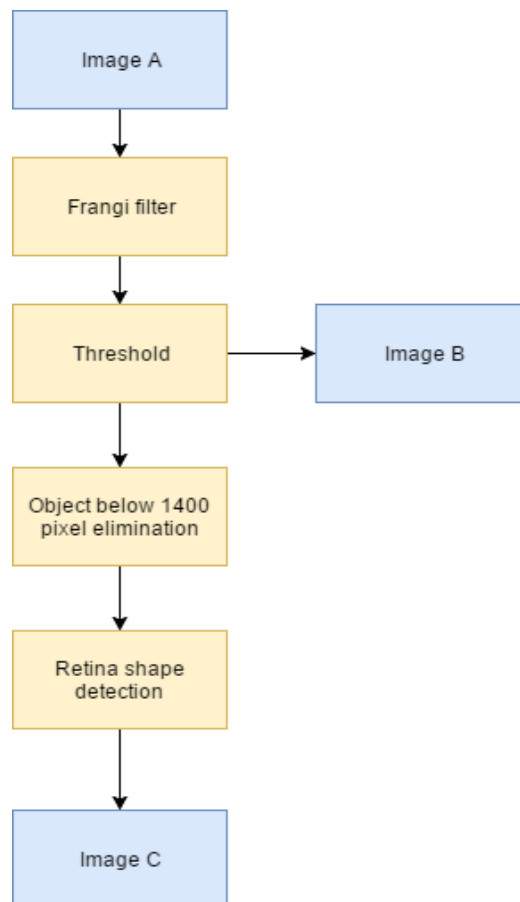 Image A
Frangi filter
Threshold
Image B
Object below 1400
pixel elimination
Retina shape
detection
Image C